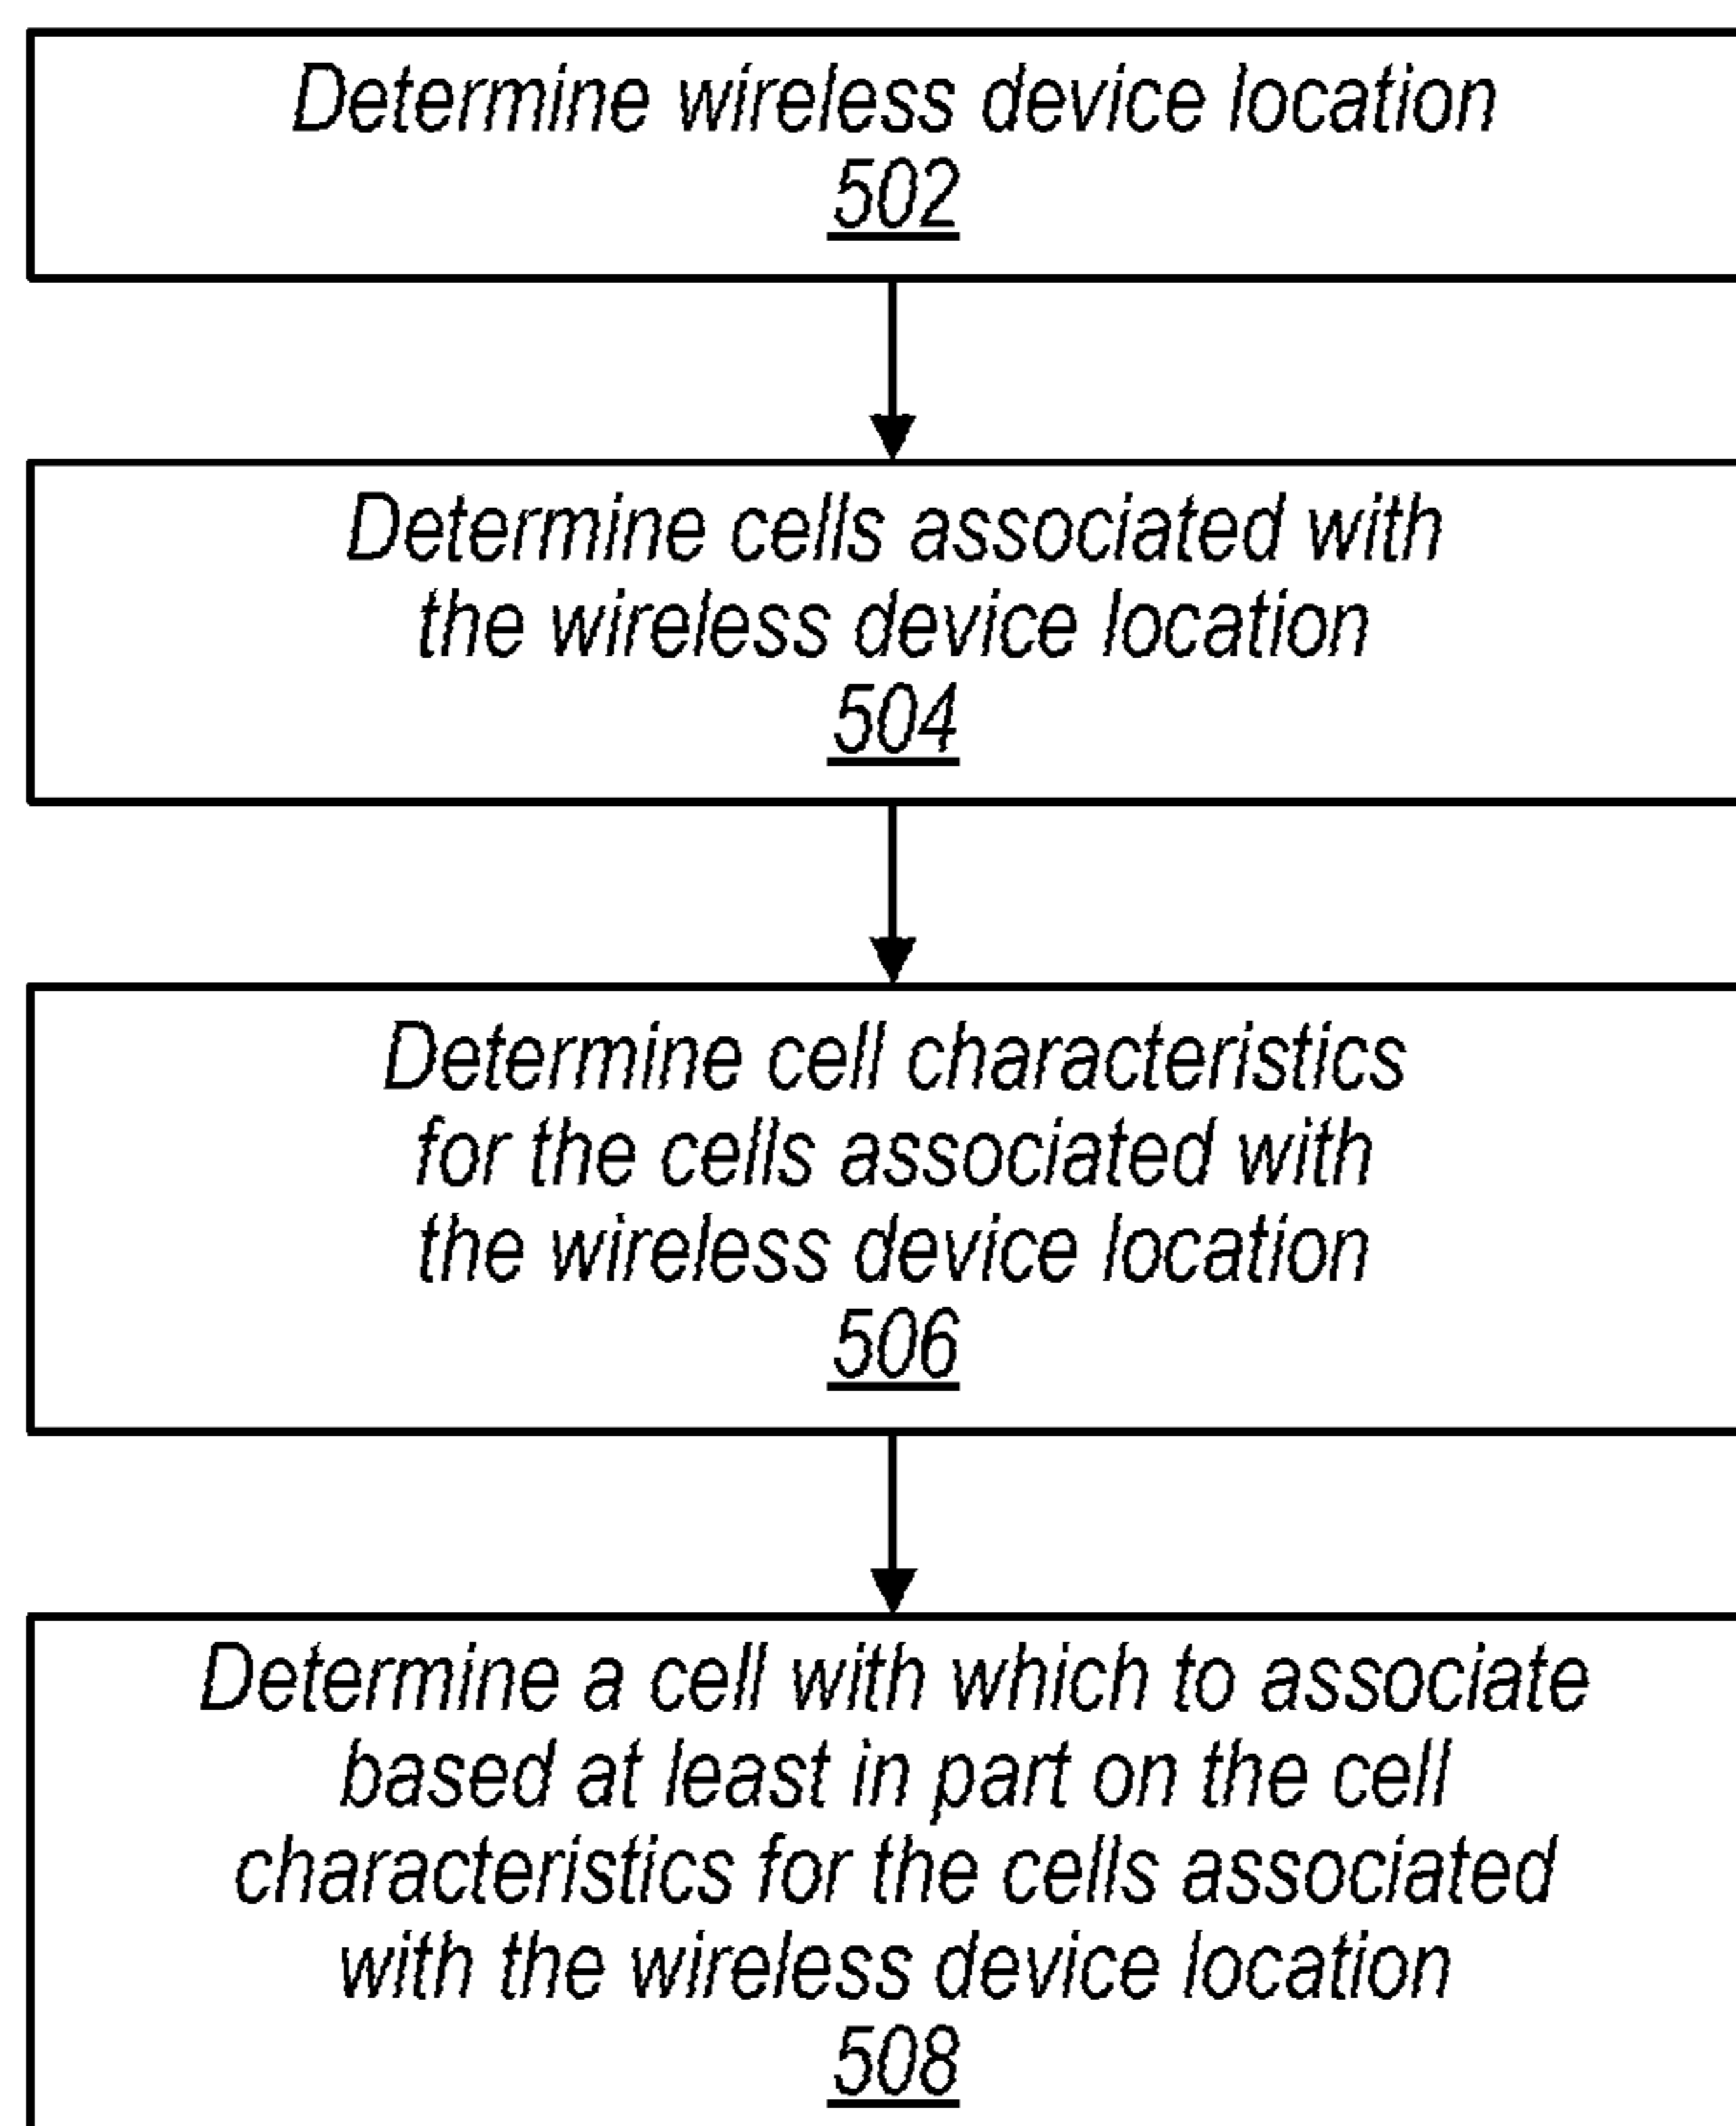 Determine wireless device location
502
Determine cells associated with
the wireless device location
504
Determine cell characteristics
for the cells associated with
the wireless device location
506
Determine a cell with which to associate
based at least in part on the cell
characteristics for the cells associated
with the wireless device location
508